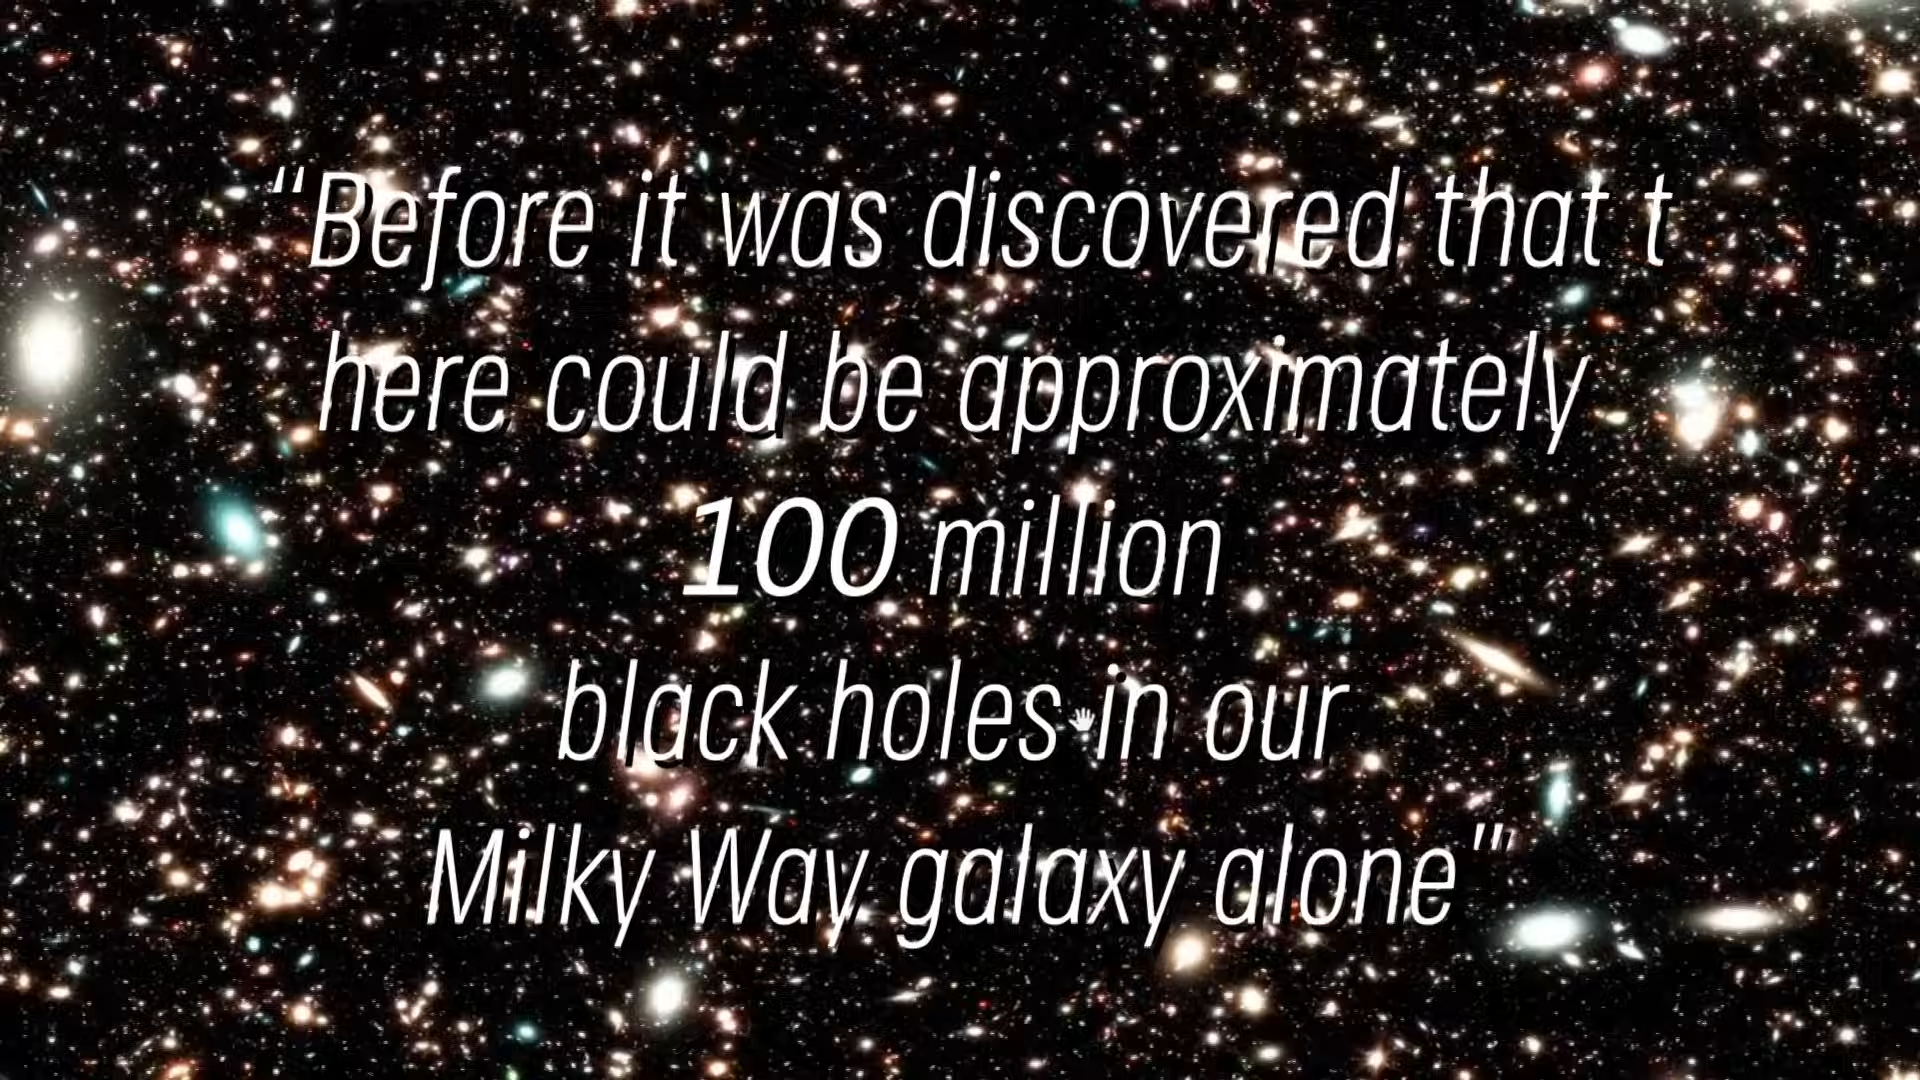 “Before it was discovered that t
here could be approximately
100 million
black holes in our
Milky Way galaxy alone”"